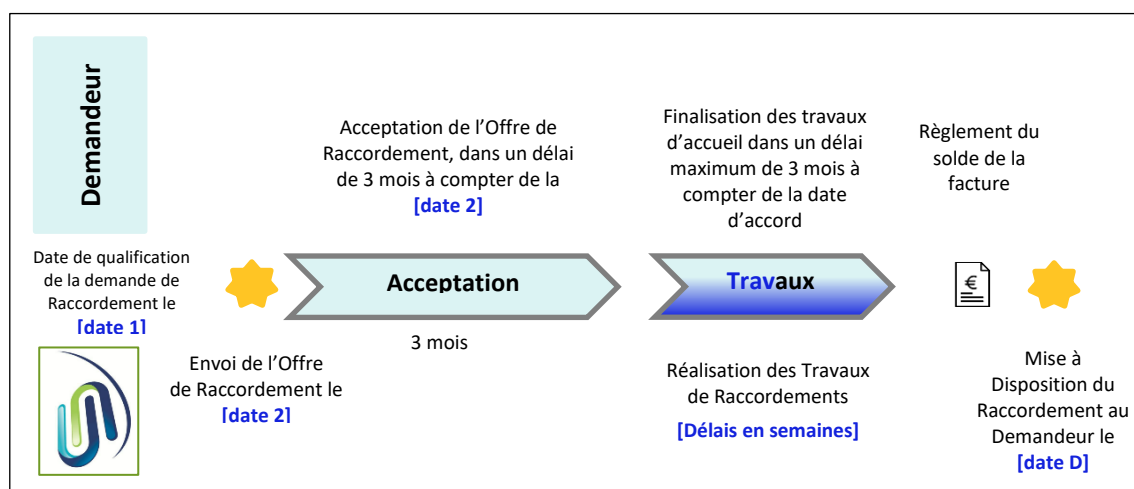 Demandeur
Acceptation de l’Offre de
Raccordement, dans un délai
de 3 mois à compter de la
[date 2]
Finalisation des travaux
d’accueil dans un délai
maximum de 3 mois à
compter de la date
d’accord
Règlement du
solde de la
facture
Date de qualification
de la demande de
Raccordement le
[date 1]
Acceptation
Travaux
€
3 mois
Envoi de l’Offre
de Raccordement le
[date 2]
Réalisation des Travaux
de Raccordements
[Délais en semaines]
Mise à
Disposition du
Raccordement au
Demandeur le
[date D]